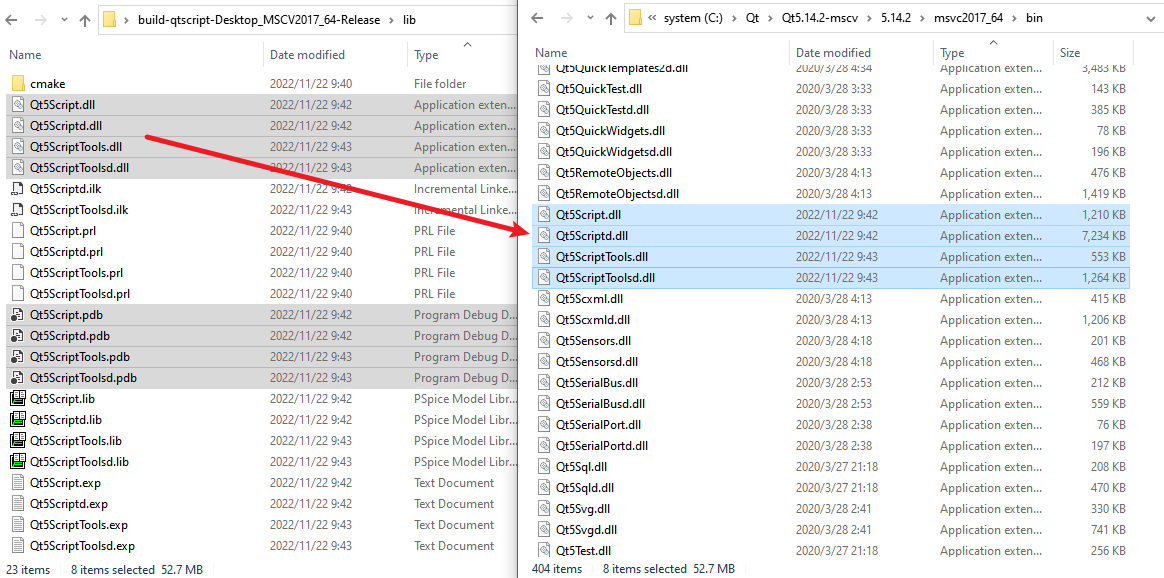 build-qtscript-Desktop_MSCV2017_64-Release > lib
Name Date modified Type
cmake 2022/11/22 9:40 File folder
Qt5Script.dll 2022/11/22 9:42 Application exten...
Qt5Scriptd.dll 2022/11/22 9:42 Application exten...
Qt5ScriptTools.dll 2022/11/22 9:43 Application exten...
Qt5ScriptToolsd.dll 2022/11/22 9:43 Application exten...
Qt5Scriptd.ilk 2022/11/22 9:42 Incremental Linke...
Qt5ScriptToolsd.ilk 2022/11/22 9:43 Incremental Linke...
Qt5Script.prl 2022/11/22 9:40 PRL File
Qt5Scriptd.prl 2022/11/22 9:40 PRL File
Qt5ScriptTools.prl 2022/11/22 9:40 PRL File
Qt5ScriptToolsd.prl 2022/11/22 9:40 PRL File
Qt5Script.pdb 2022/11/22 9:42 Program Debug D...
Qt5Scriptd.pdb 2022/11/22 9:42 Program Debug D...
Qt5ScriptTools.pdb 2022/11/22 9:43 Program Debug D...
Qt5ScriptToolsd.pdb 2022/11/22 9:43 Program Debug D...
Qt5Script.lib 2022/11/22 9:42 PSpice Model Libr...
Qt5Scriptd.lib 2022/11/22 9:42 PSpice Model Libr...
Qt5ScriptTools.lib 2022/11/22 9:43 PSpice Model Libr...
Qt5ScriptToolsd.lib 2022/11/22 9:43 PSpice Model Libr...
Qt5Script.exp 2022/11/22 9:42 Text Document
Qt5Scriptd.exp 2022/11/22 9:42 Text Document
Qt5ScriptTools.exp 2022/11/22 9:43 Text Document
Qt5ScriptToolsd.exp 2022/11/22 9:43 Text Document
23 items 8 items selected 52.7 MB
« system (C:) > Qt > Qt5.14.2-mscv > 5.14.2 > msvc2017_64 > bin
Name Date modified Type Size
Qt5QuickTemplates2d.dll 2020/3/28 4:34 Application exten... 3,483 KB
Qt5QuickTest.dll 2020/3/28 3:33 Application exten... 143 KB
Qt5QuickTestd.dll 2020/3/28 3:33 Application exten... 385 KB
Qt5QuickWidgets.dll 2020/3/28 3:33 Application exten... 78 KB
Qt5QuickWidgetsd.dll 2020/3/28 3:33 Application exten... 196 KB
Qt5RemoteObjects.dll 2020/3/28 4:13 Application exten... 476 KB
Qt5RemoteObjectsd.dll 2020/3/28 4:13 Application exten... 1,419 KB
Qt5Script.dll 2022/11/22 9:42 Application exten... 1,210 KB
Qt5Scriptd.dll 2022/11/22 9:42 Application exten... 7,234 KB
Qt5ScriptTools.dll 2022/11/22 9:43 Application exten... 553 KB
Qt5ScriptToolsd.dll 2022/11/22 9:43 Application exten... 1,264 KB
Qt5Scxml.dll 2020/3/28 4:13 Application exten... 415 KB
Qt5Scxmld.dll 2020/3/28 4:13 Application exten... 1,206 KB
Qt5Sensors.dll 2020/3/28 4:18 Application exten... 201 KB
Qt5Sensorsd.dll 2020/3/28 4:18 Application exten... 468 KB
Qt5SerialBus.dll 2020/3/28 2:53 Application exten... 212 KB
Qt5SerialBusd.dll 2020/3/28 2:53 Application exten... 559 KB
Qt5SerialPort.dll 2020/3/28 2:38 Application exten... 76 KB
Qt5SerialPortd.dll 2020/3/28 2:38 Application exten... 197 KB
Qt5Sql.dll 2020/3/27 21:18 Application exten... 208 KB
Qt5Sqld.dll 2020/3/27 21:18 Application exten... 470 KB
Qt5Svg.dll 2020/3/28 2:41 Application exten... 330 KB
Qt5Svgd.dll 2020/3/28 2:41 Application exten... 741 KB
Qt5Test.dll 2020/3/27 21:18 Application exten... 256 KB
404 items 8 items selected 52.7 MB